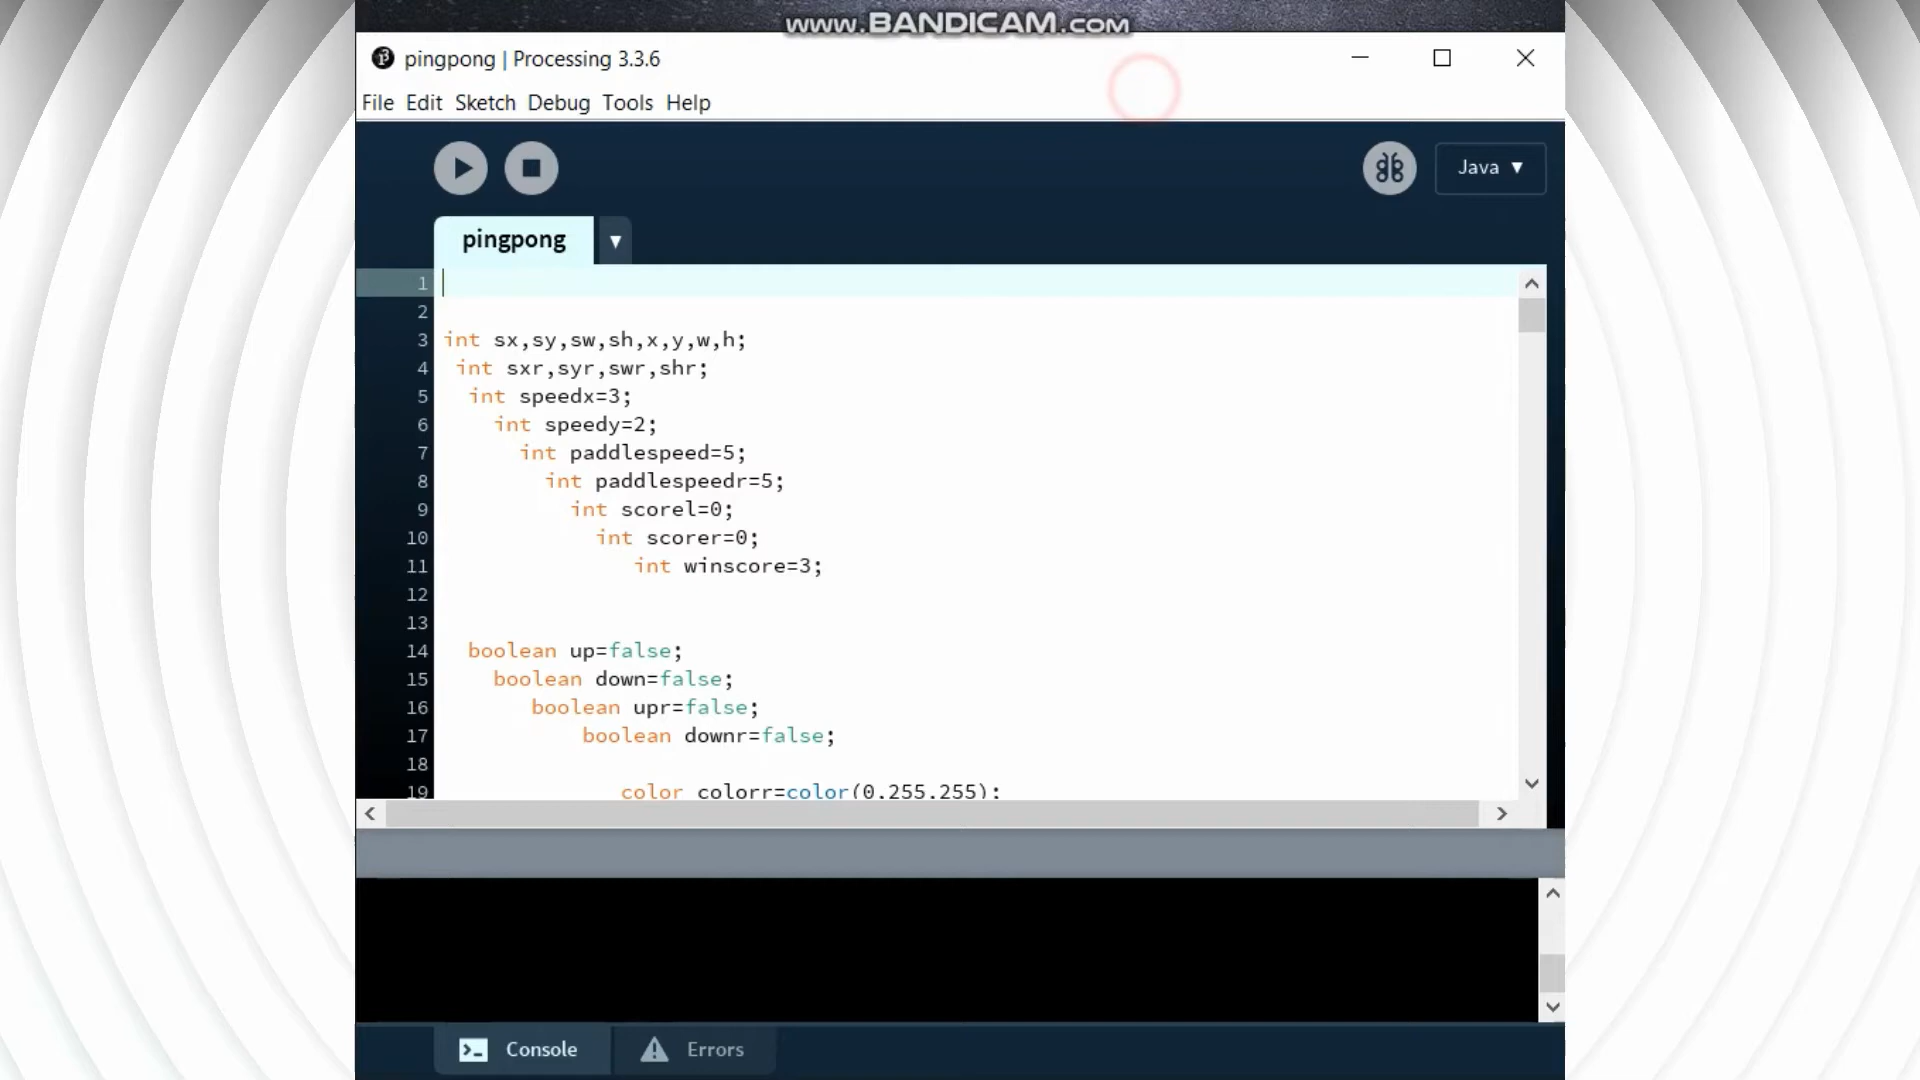 www.BANDICAM.com
pingpong | Processing 3.3.6
File Edit Sketch Debug Tools Help
Java ▼
pingpong ▼
1
2
3 int sx,sy,sw,sh,x,y,w,h;
4 int sxr,syr,swr,shr;
5 int speedx=3;
6 int speedy=2;
7 int paddlespeed=5;
8 int paddlespeedr=5;
9 int scorel=0;
10 int scorer=0;
11 int winscore=3;
12
13
14 boolean up=false;
15 boolean down=false;
16 boolean upr=false;
17 boolean downr=false;
18
19 color colorr=color(0,255,255);
Console Errors